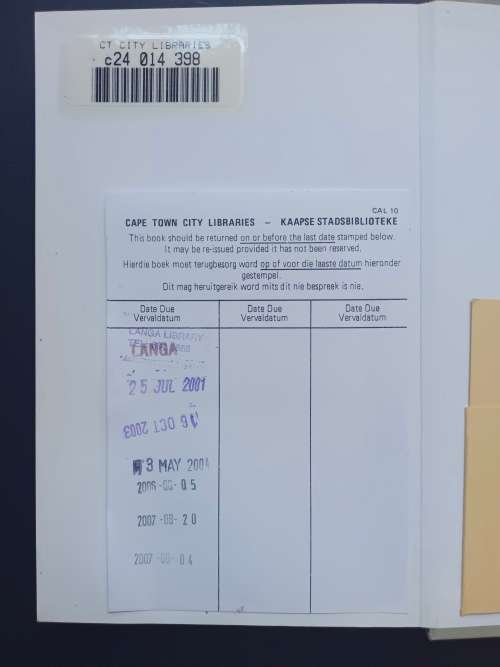 CT CITY LIBRARIES
c24 014 398
CAL 10
CAPE TOWN CITY LIBRARIES – KAAPSE STADSBIBLIOTEKE
This book should be returned on or before the last date stamped below.
It may be re-issued provided it has not been reserved.
Hierdie boek moet terugbesorg word op of voor die laaste datum hieronder
gestempel.
Dit mag heruitgereik word mits dit nie bespreek is nie.
Date Due
Vervaldatum
Date Due
Vervaldatum
Date Due
Vervaldatum
LANGA LIBRARY
LANGA
25 JUL 2001
16 OCT 2003
3 MAY 2004
05
2007 20
2007 04